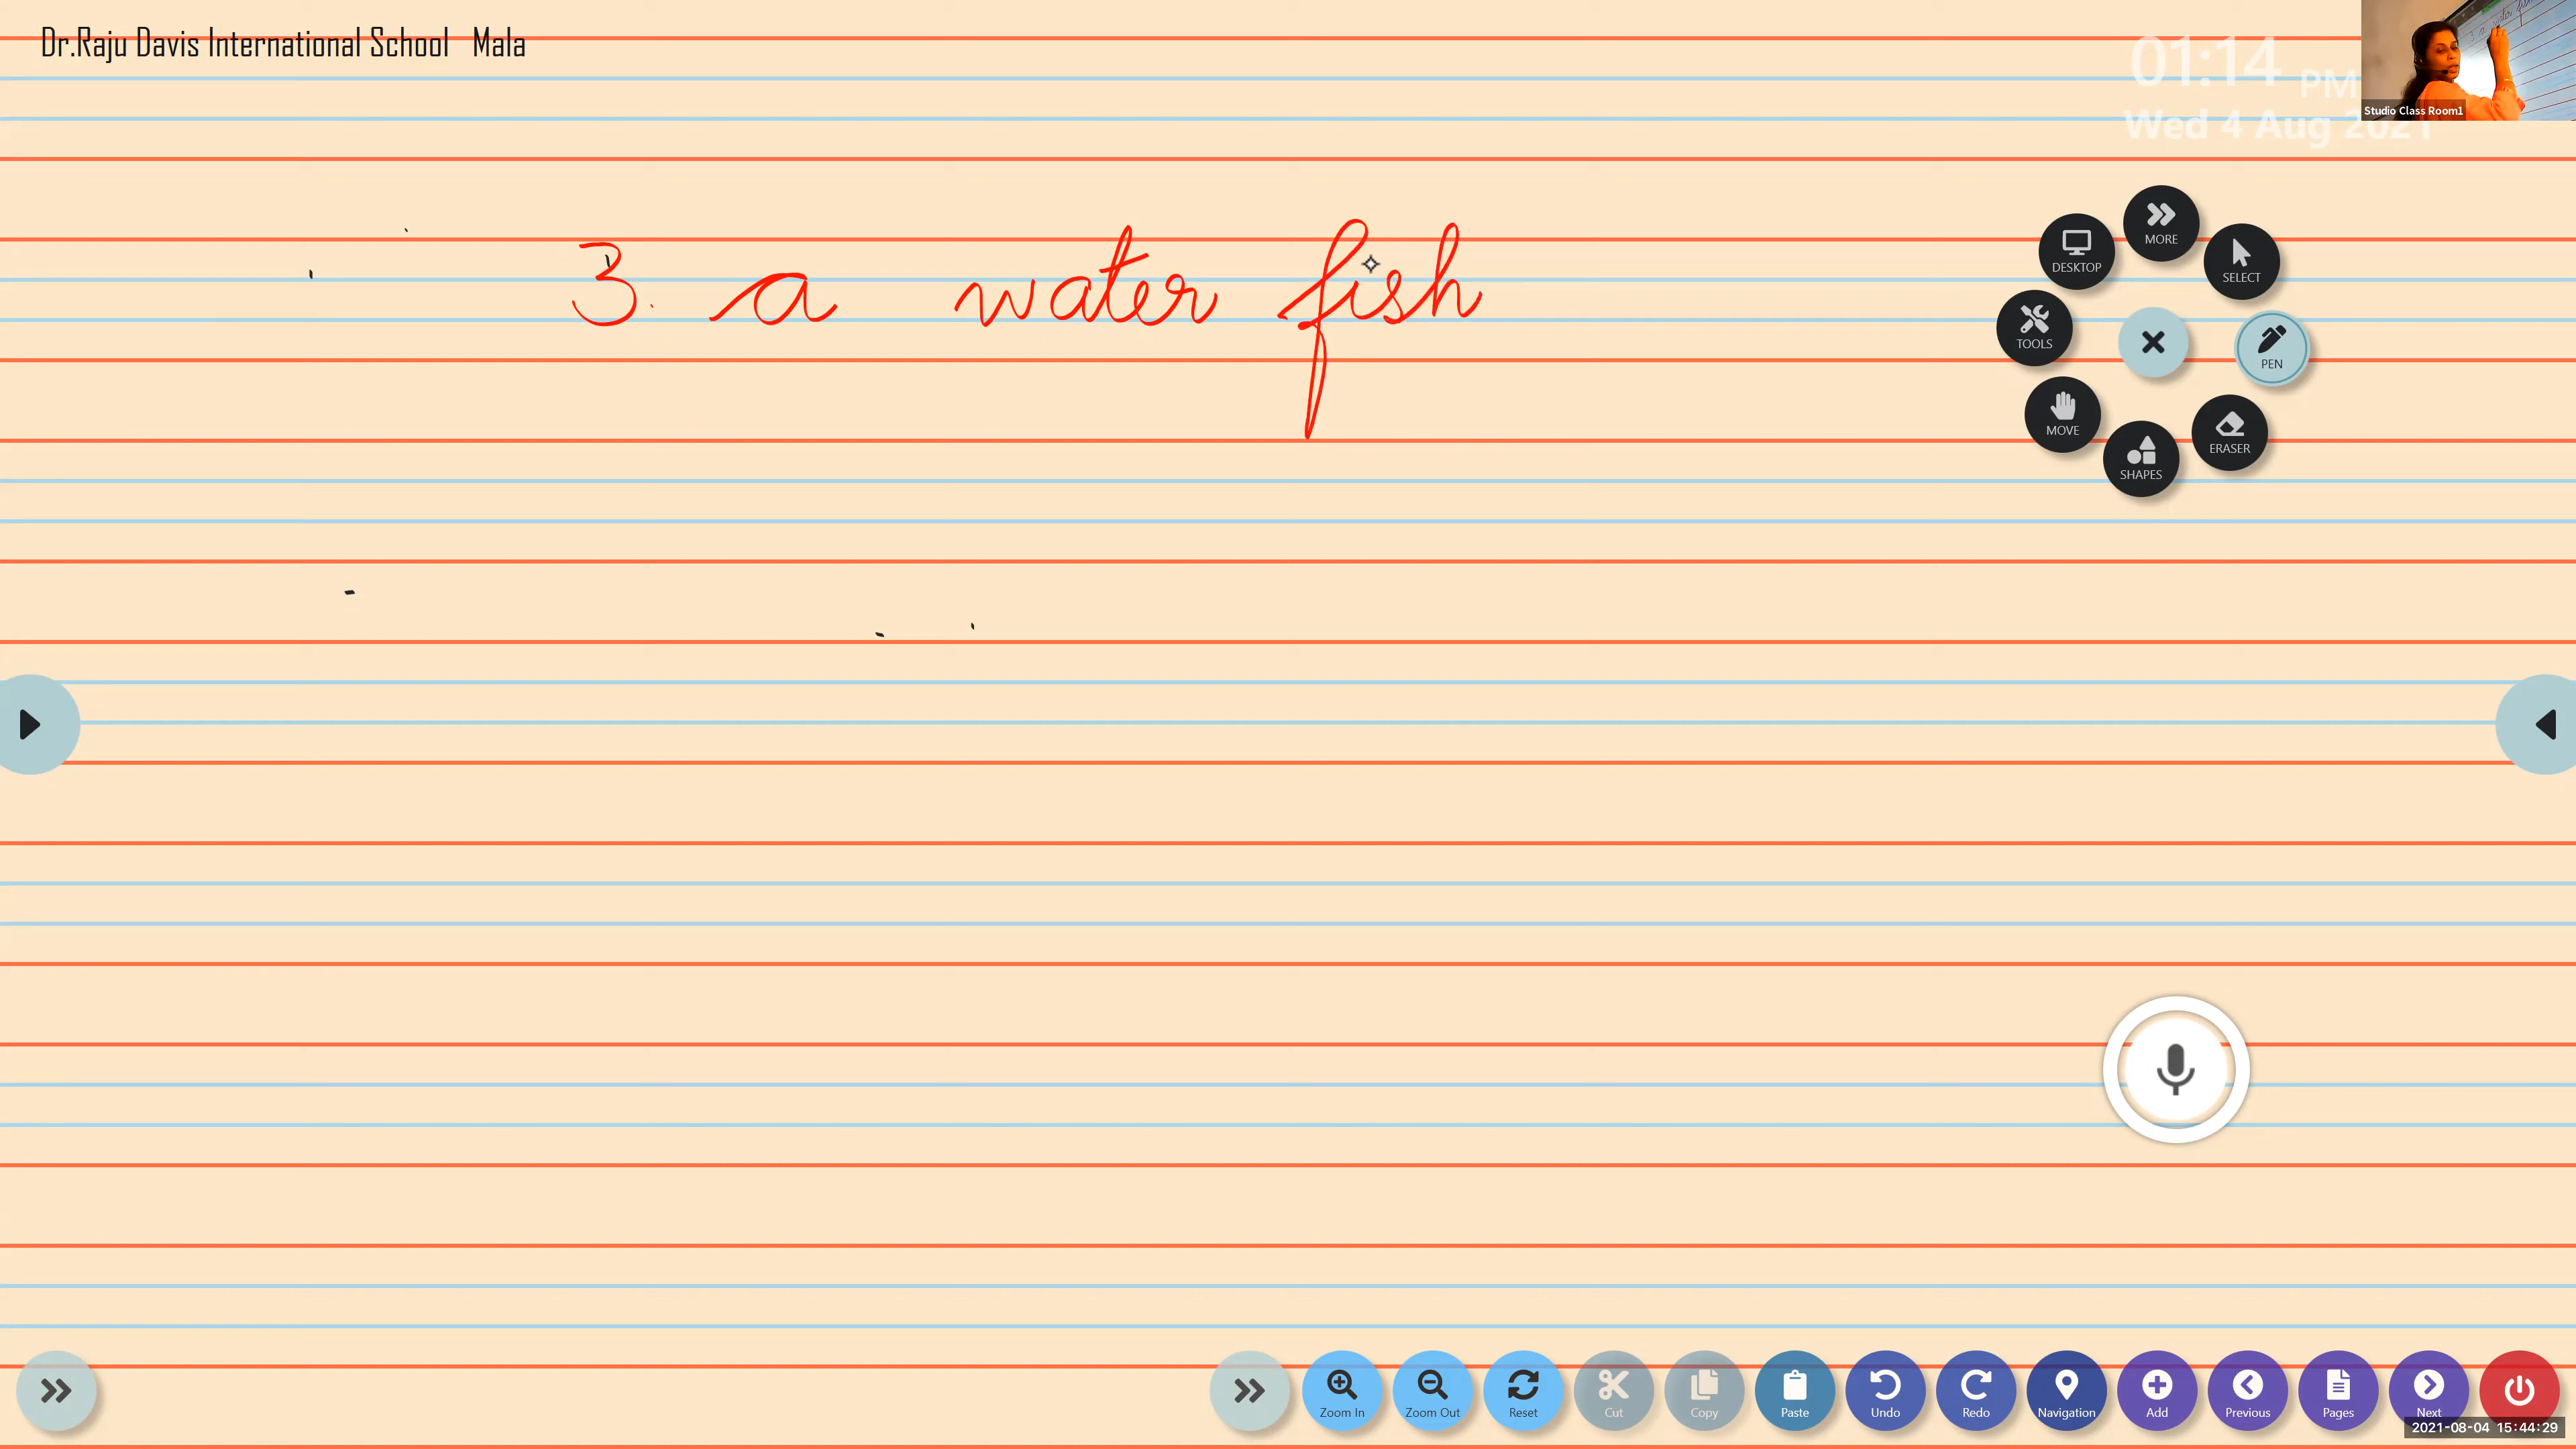 Dr.Raju Davis International School Mala
01:14 PM
Wed 4 Aug 2021
Studio Class Room1
3. a water fish
MORE
DESKTOP
SELECT
TOOLS
PEN
MOVE
ERASER
SHAPES
Zoom In
Zoom Out
Reset
Cut
Copy
Paste
Undo
Redo
Navigation
Add
Previous
Pages
Next
2021-08-04 15:44:29